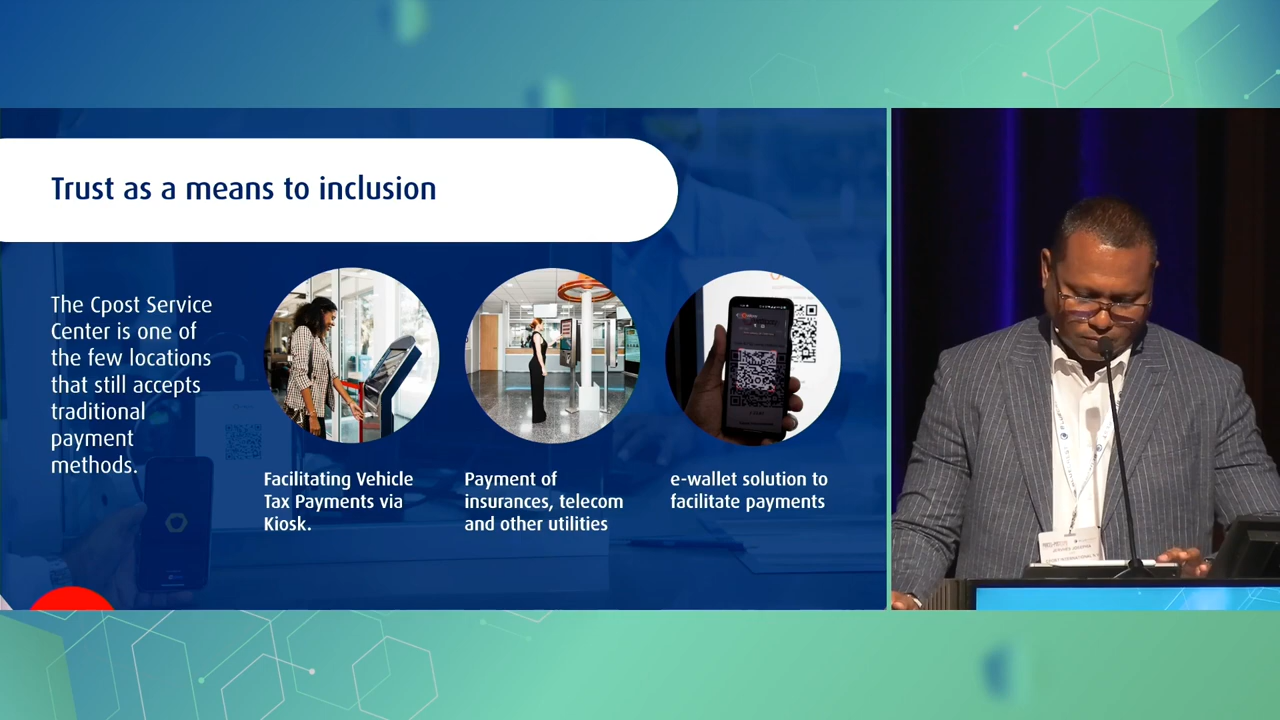 Trust as a means to inclusion
The Cpost Service
Center is one of
the few locations
that still accepts
traditional
payment
methods.
Facilitating Vehicle
Tax Payments via
Kiosk.
Payment of
insurances, telecom
and other utilities
e-wallet solution to
facilitate payments